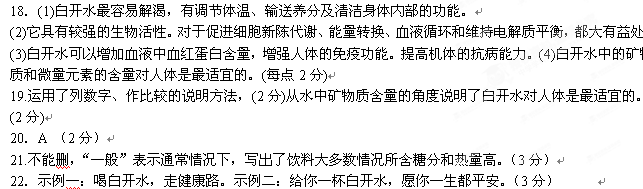 18．(1)白开水最容易解渴，有调节体温、输送养分及清洁身体内部的功能。
(2)它具有较强的生物活性。对于促进细胞新陈代谢、能量转换、血液循环和维持电解质平衡，都大有益处
(3)白开水可以增加血液中血红蛋白含量，增强人体的免疫功能。提高机体的抗病能力。(4)白开水中的矿物
质和微量元素的含量对人体是最适宜的。(每点 2 分)
19.运用了列数字、作比较的说明方法，(2 分)从水中矿物质含量的角度说明了白开水对人体是最适宜的。
(2 分)
20．A （2 分）
21.不能删，“一般”表示通常情况下，写出了饮料大多数情况所含糖分和热量高。（3 分）
22．示例一：喝白开水，走健康路。示例二：给你一杯白开水，愿你一生都平安。（3 分）